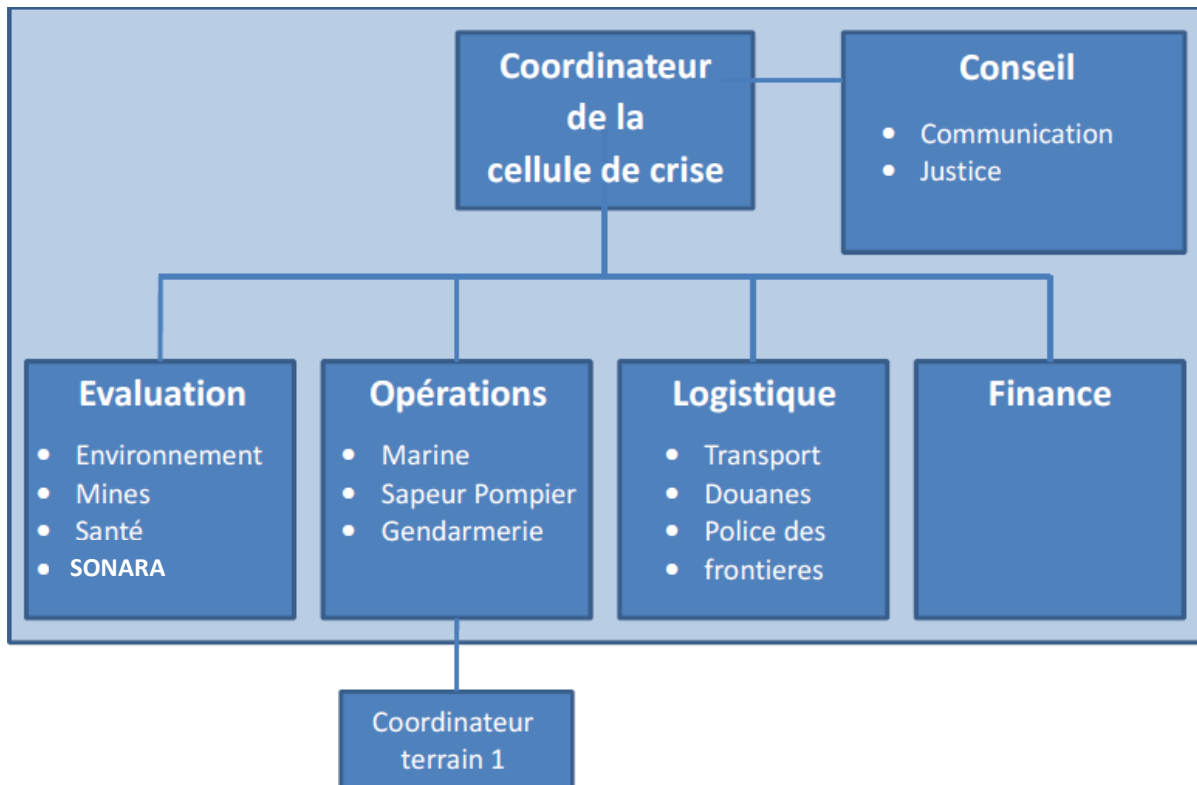 Coordinateur
de la
cellule de crise
Conseil
• Communication
• Justice
Evaluation
• Environnement
• Mines
• Santé
• SONARA
Opérations
• Marine
• Sapeur Pompier
• Gendarmerie
Logistique
• Transport
• Douanes
• Police des
• frontieres
Finance
Coordinateur
terrain 1